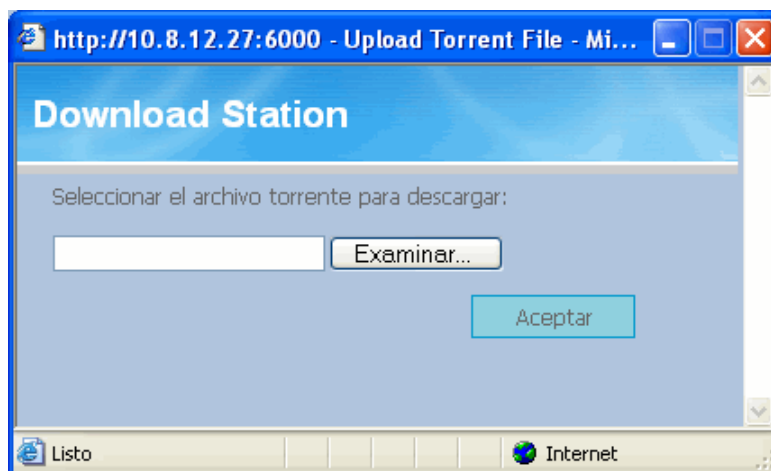 http://10.8.12.27:6000 - Upload Torrent File - Mi...
Download Station
Seleccionar el archivo torrente para descargar:
Examinar...
Aceptar
Listo
Internet